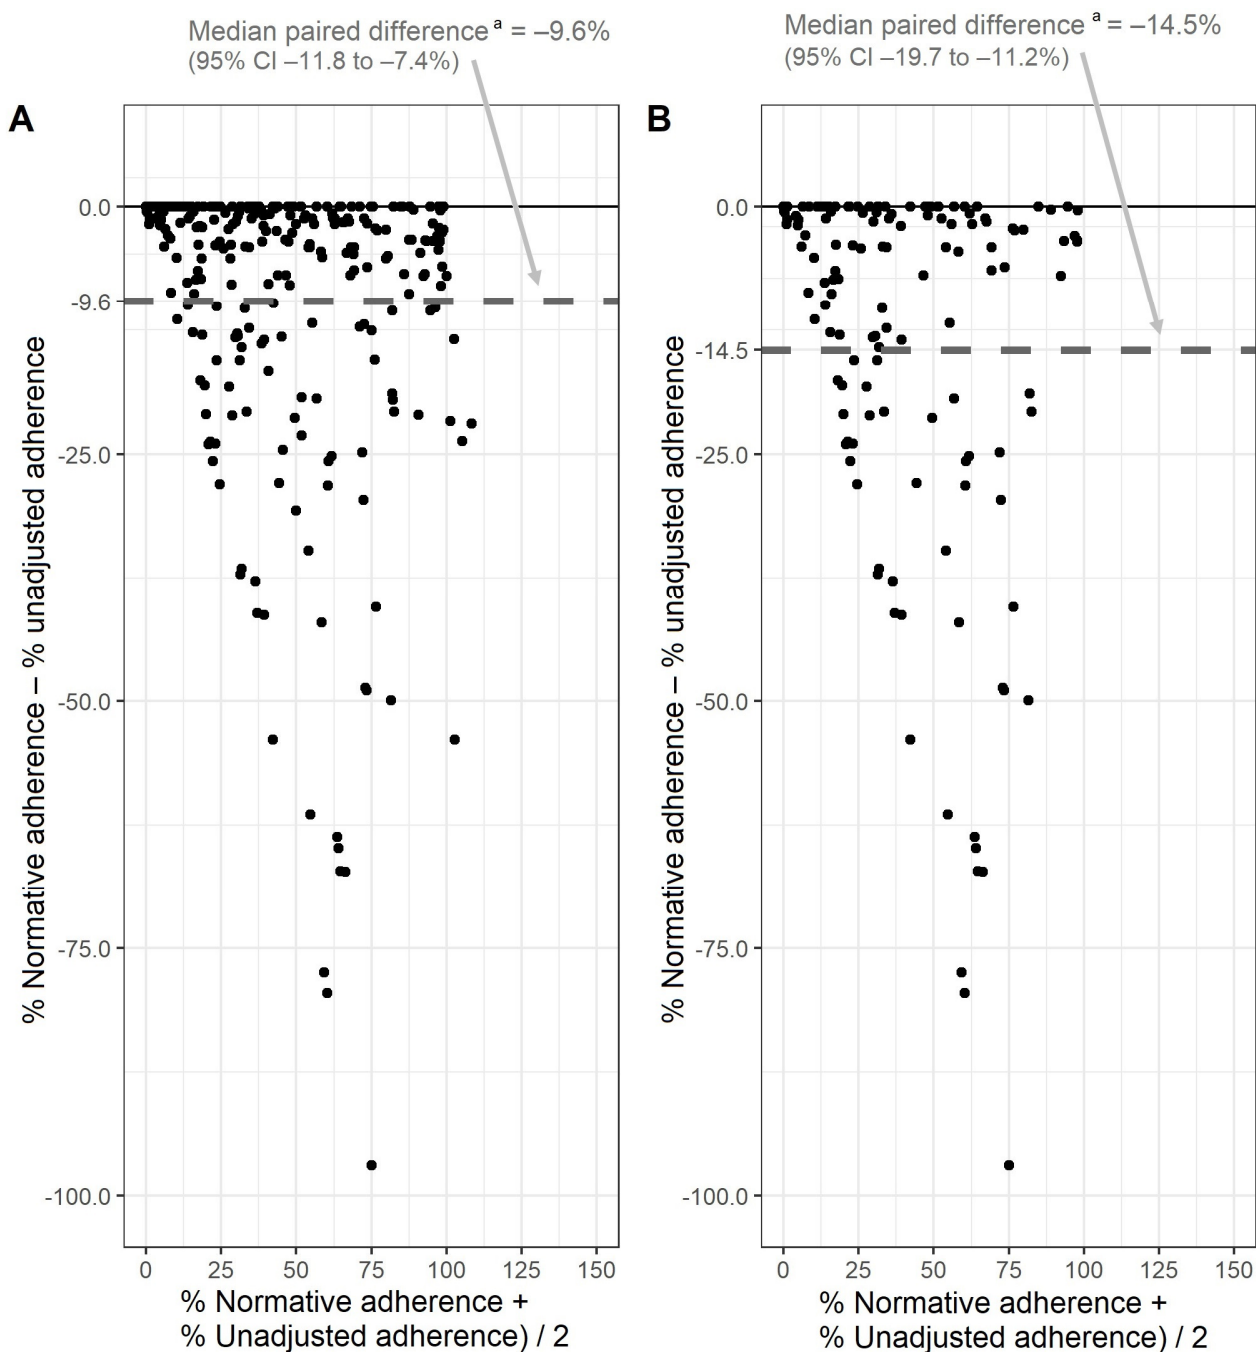 Median paired difference a = –9.6%
(95% CI –11.8 to –7.4%)
A
% Normative adherence – % unadjusted adherence
0.0
-9.6
-25.0
-50.0
-75.0
-100.0
0 25 50 75 100 125 150
% Normative adherence +
% Unadjusted adherence) / 2
Median paired difference a = –14.5%
(95% CI –19.7 to –11.2%)
B
% Normative adherence – % unadjusted adherence
0.0
-14.5
-25.0
-50.0
-75.0
-100.0
0 25 50 75 100 125 150
% Normative adherence +
% Unadjusted adherence) / 2